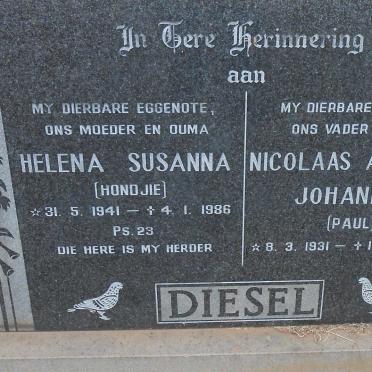 In Tere Herinnering
aan
MY DIERBARE EGGENOTE,
ONS MOEDER EN OUMA
HELENA SUSANNA
(HONDJIE)
☆ 31. 5. 1941 — ✝ 4. 1. 1986
PS. 23
DIE HERE IS MY HERDER
MY DIERBARE
ONS VADER
NICOLAAS
(PAUL)
☆ 8. 3. 1931 — ✝
DIESEL